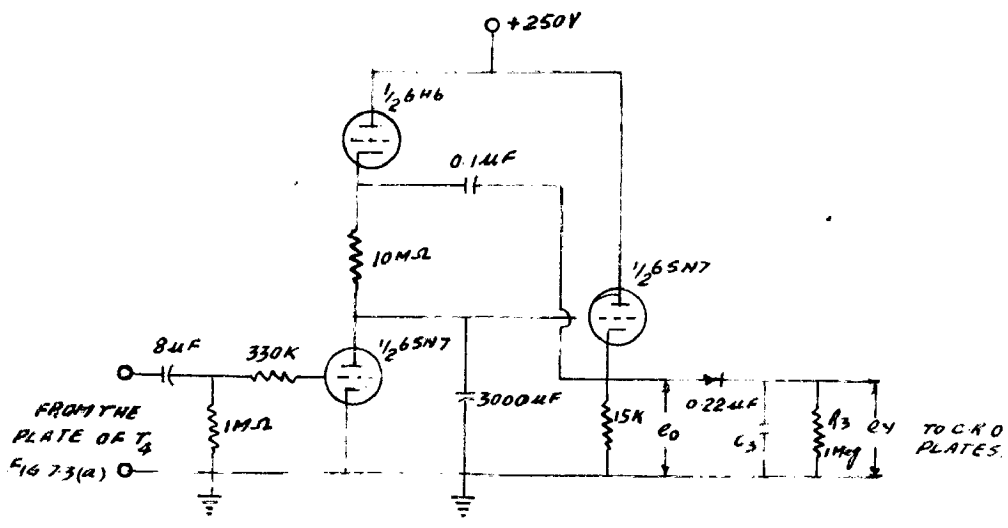 +250V
1/2 6H6
0.1µF
10MΩ
1/2 6SN7
8µF
330K
1/2 6SN7
1MΩ
3000µF
15K
e0
0.22µF
C3
R3
1Meg
e4
FROM THE
PLATE OF T4
FIG 7.3(a)
TO C.R.O
PLATES.